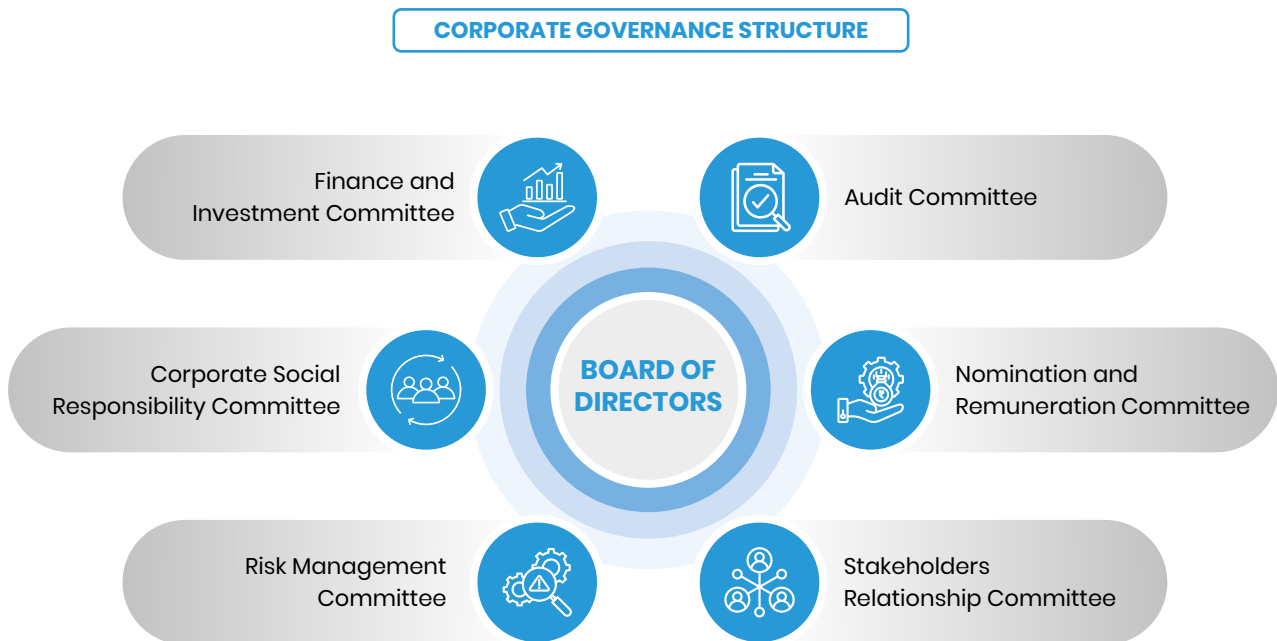 CORPORATE GOVERNANCE STRUCTURE
Finance and
Investment Committee
Audit Committee
Corporate Social
Responsibility Committee
BOARD OF
DIRECTORS
Nomination and
Remuneration Committee
Risk Management
Committee
Stakeholders
Relationship Committee